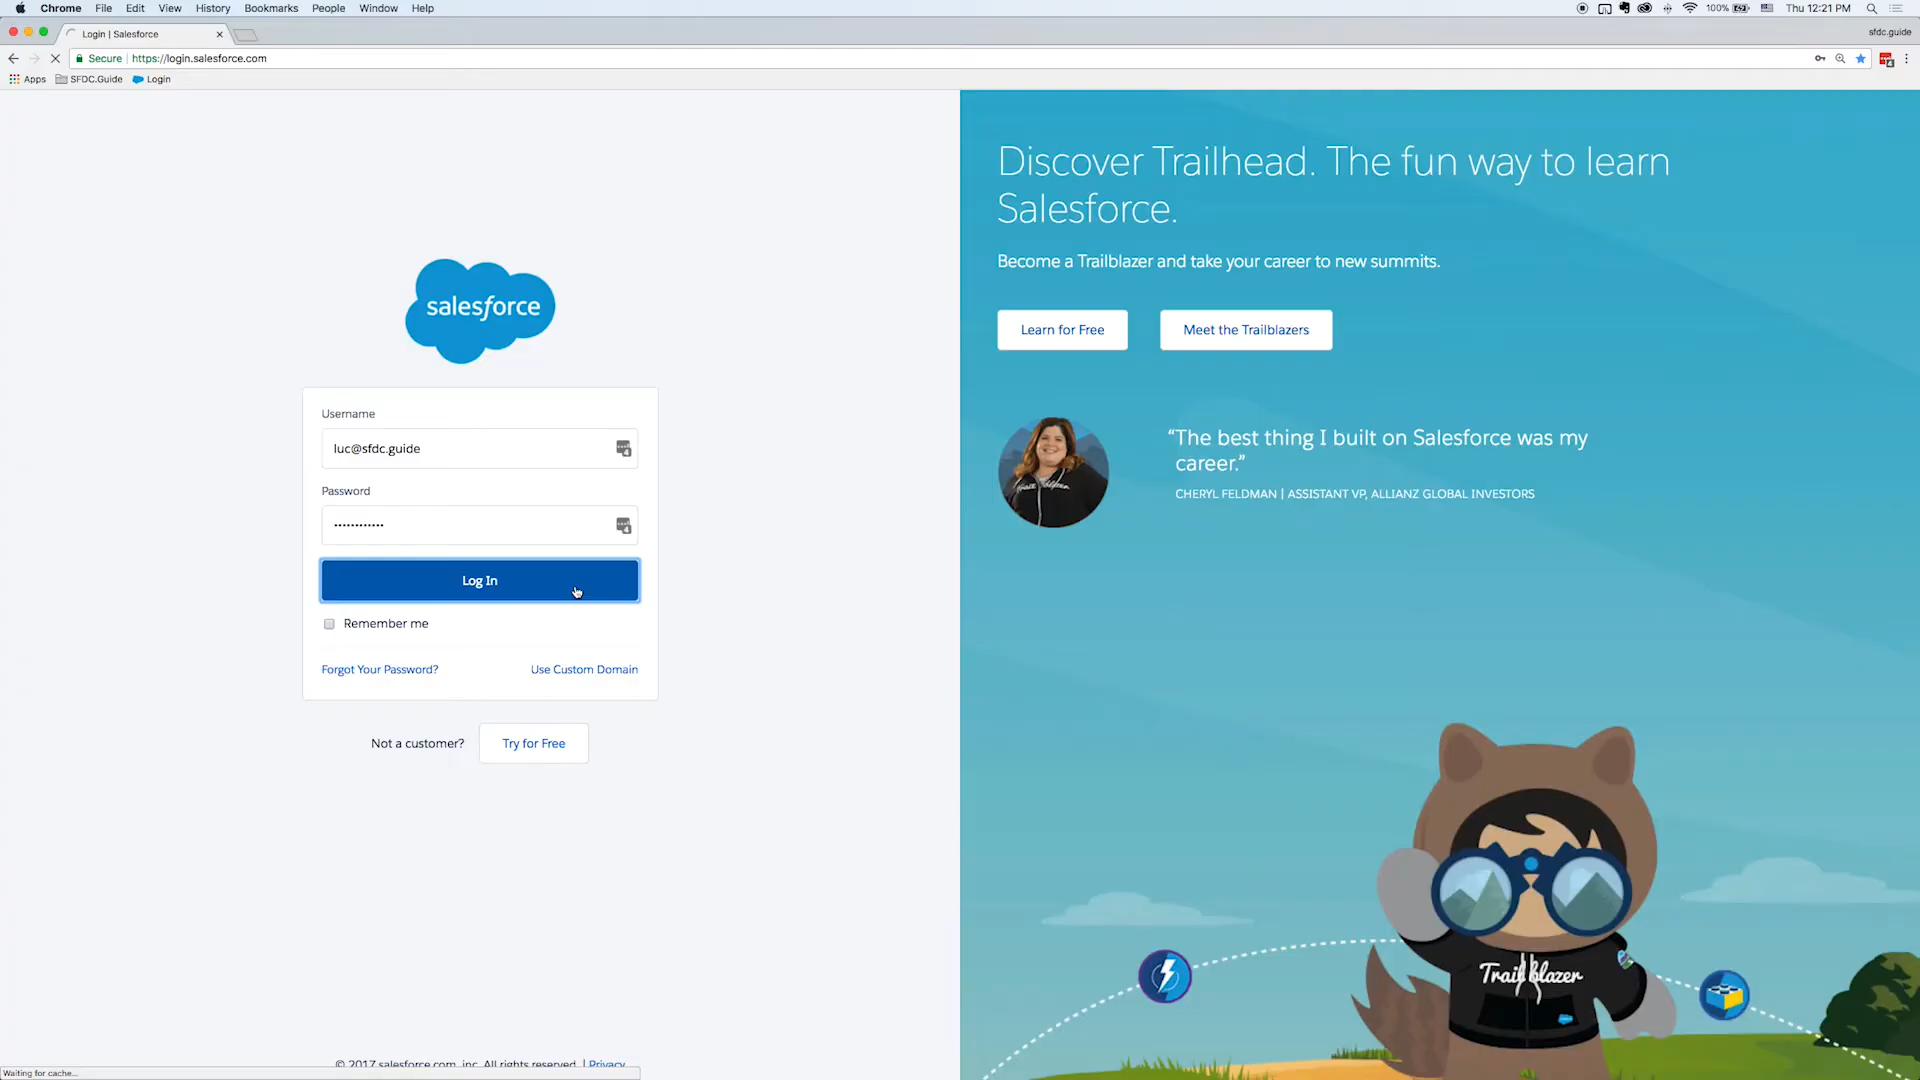 Chrome File Edit View History Bookmarks People Window Help
100% Thu 12:21 PM
Login | Salesforce
sfdc.guide
Secure https://login.salesforce.com
Apps SFDC.Guide Login
salesforce
Username
luc@sfdc.guide
Password
Log In
Remember me
Forgot Your Password? Use Custom Domain
Not a customer? Try for Free
© 2017 salesforce.com, inc. All rights reserved. | Privacy
Waiting for cache...
Discover Trailhead. The fun way to learn
Salesforce.
Become a Trailblazer and take your career to new summits.
Learn for Free Meet the Trailblazers
“The best thing I built on Salesforce was my
career.”
CHERYL FELDMAN | ASSISTANT VP, ALLIANZ GLOBAL INVESTORS
Trailblazer